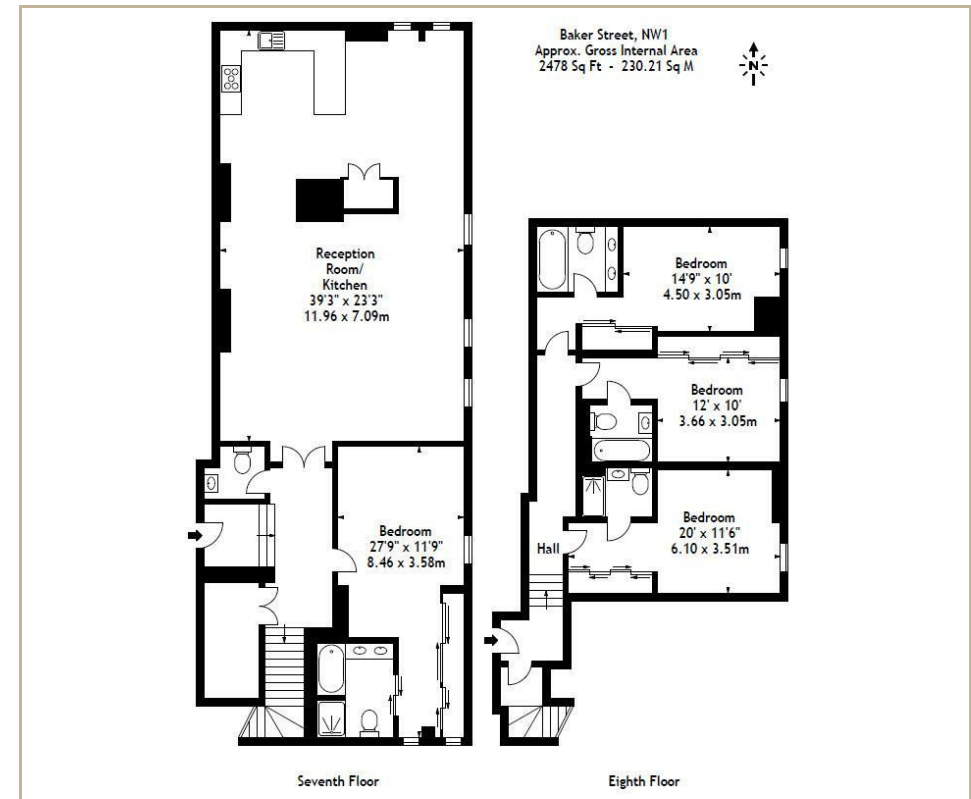 Baker Street, NW1
Approx. Gross Internal Area
2478 Sq Ft - 230.21 Sq M
N
Reception
Room/
Kitchen
39'3" x 23'3"
11.96 x 7.09m
Bedroom
27'9" x 11'9"
8.46 x 3.58m
Seventh Floor
Bedroom
14'9" x 10'
4.50 x 3.05m
Bedroom
12' x 10'
3.66 x 3.05m
Bedroom
20' x 11'6"
6.10 x 3.51m
Hall
Eighth Floor